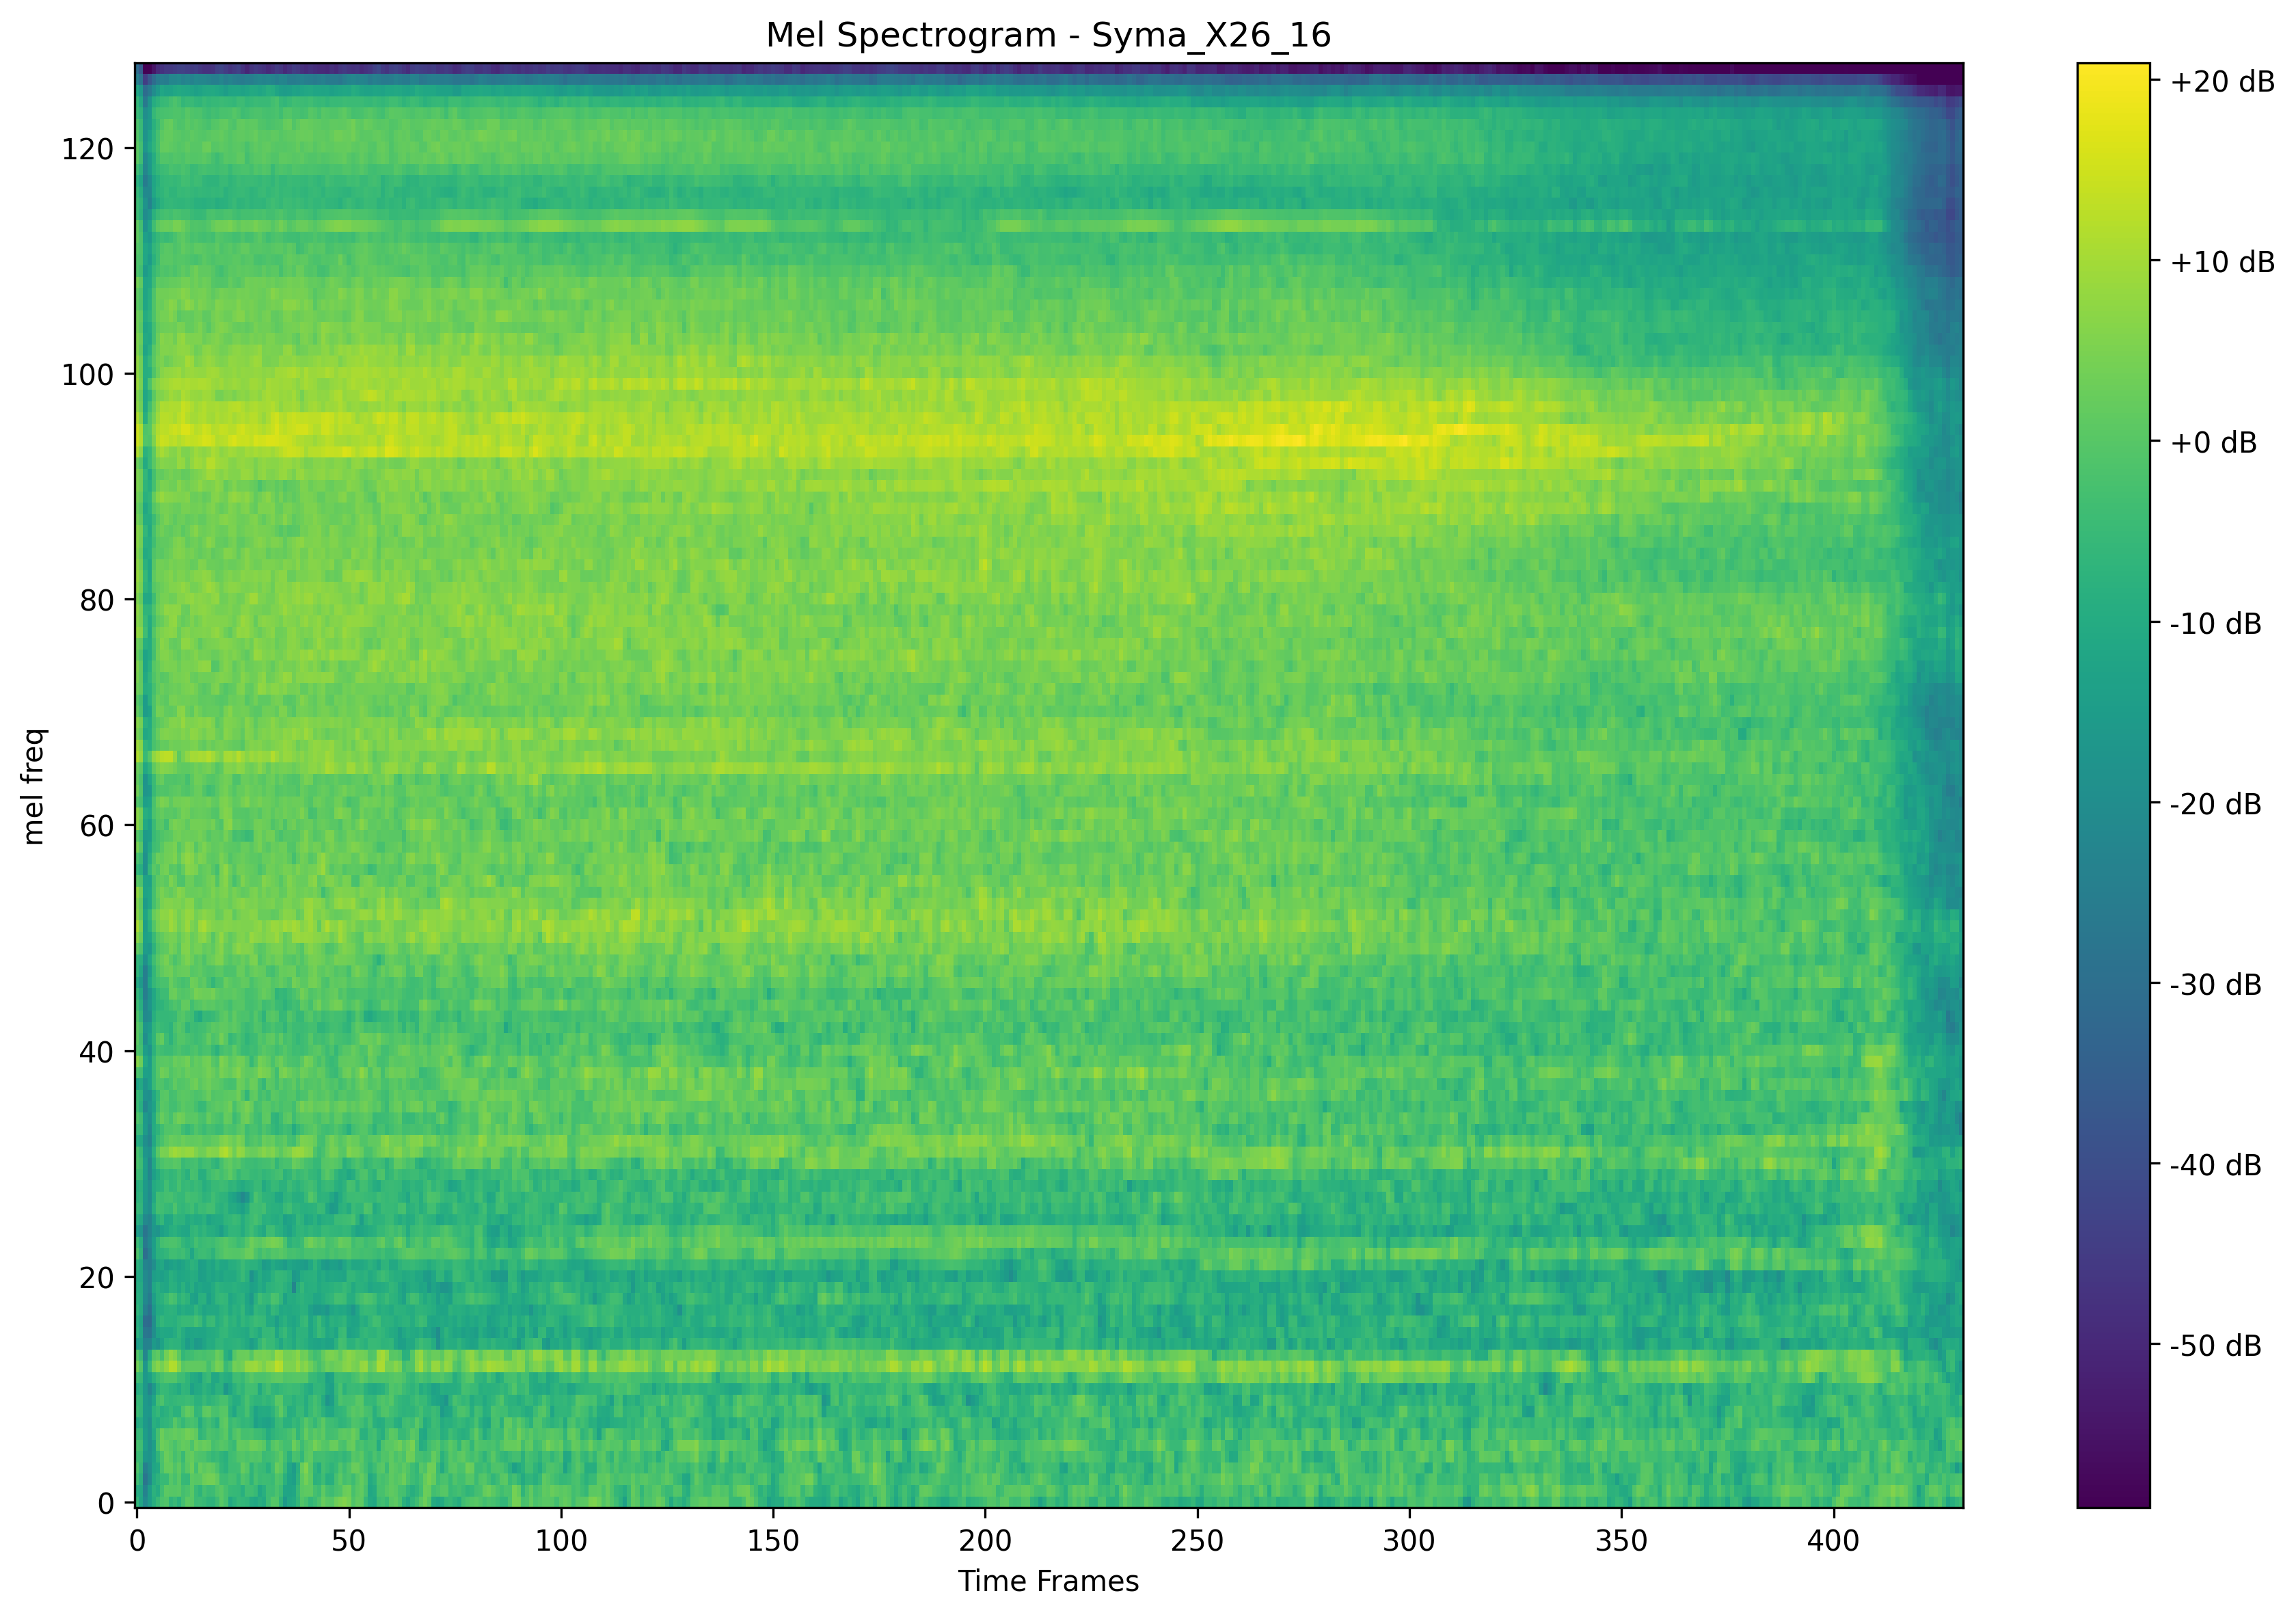 Mel Spectrogram - Syma_X26_16
mel freq
120
100
80
60
40
20
0
0 50 100 150 200 250 300 350 400
Time Frames
+20 dB
+10 dB
+0 dB
-10 dB
-20 dB
-30 dB
-40 dB
-50 dB